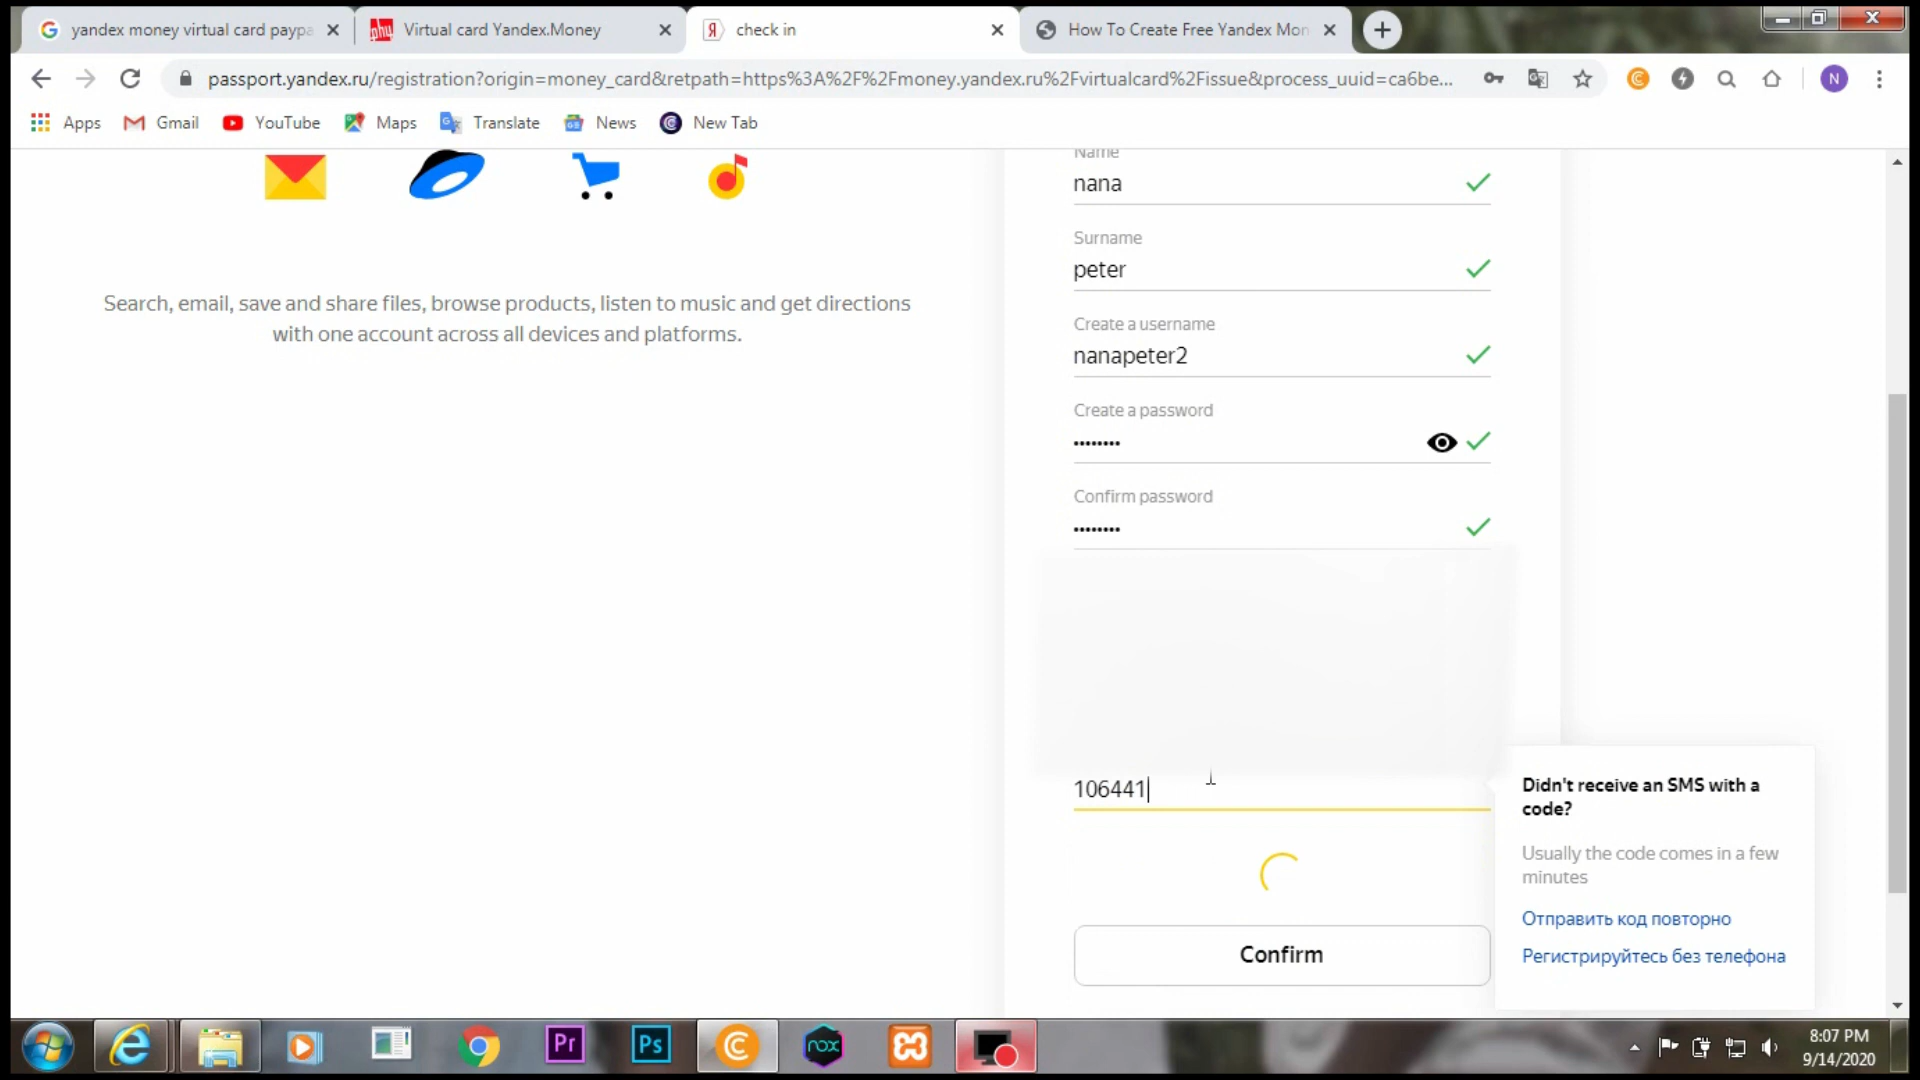 yandex money virtual card paypa
Virtual card Yandex.Money
check in
How To Create Free Yandex Mon
passport.yandex.ru/registration?origin=money_card&retpath=https%3A%2F%2Fmoney.yandex.ru%2Fvirtualcard%2Fissue&process_uuid=ca6be...
N
Apps
Gmail
YouTube
Maps
Translate
News
New Tab
Search, email, save and share files, browse products, listen to music and get directions
with one account across all devices and platforms.
Name
nana
Surname
peter
Create a username
nanapeter2
Create a password
••••••••
Confirm password
••••••••
106441
Confirm
Didn't receive an SMS with a
code?
Usually the code comes in a few
minutes
Отправить код повторно
Регистрируйтесь без телефона
Pr
Ps
nox
8:07 PM
9/14/2020